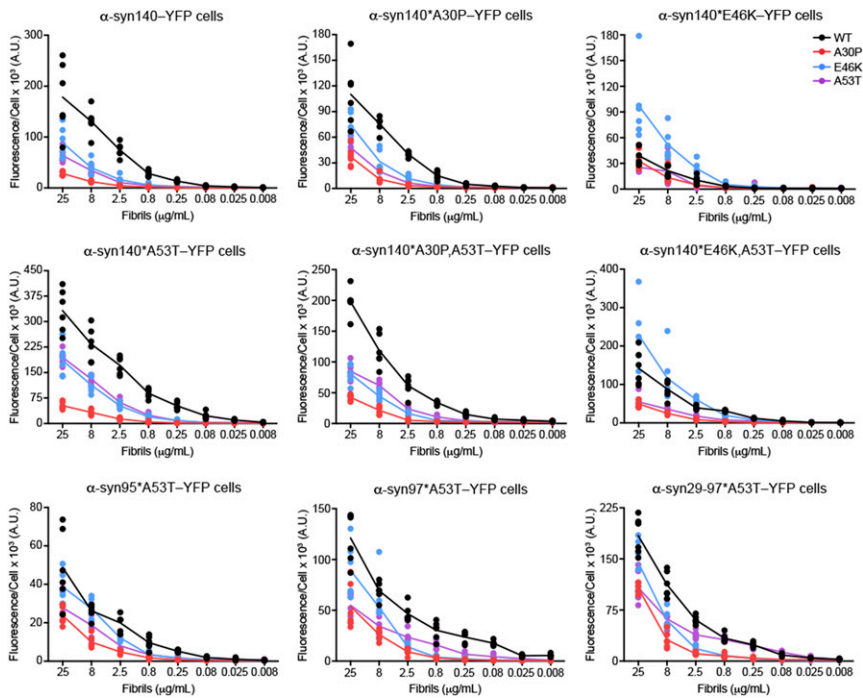 α-syn140–YFP cells
Fluorescence/Cell x 10³ (A.U.)
300
200
100
0
25 8 2.5 0.8 0.25 0.08 0.025 0.008
Fibrils (μg/mL)
α-syn140*A30P–YFP cells
Fluorescence/Cell x 10³ (A.U.)
180
150
120
90
60
30
0
25 8 2.5 0.8 0.25 0.08 0.025 0.008
Fibrils (μg/mL)
α-syn140*E46K–YFP cells
Fluorescence/Cell x 10³ (A.U.)
180
150
120
90
60
30
0
25 8 2.5 0.8 0.25 0.08 0.025 0.008
Fibrils (μg/mL)
WT
A30P
E46K
A53T
α-syn140*A53T–YFP cells
Fluorescence/Cell x 10³ (A.U.)
450
375
300
225
150
75
0
25 8 2.5 0.8 0.25 0.08 0.025 0.008
Fibrils (μg/mL)
α-syn140*A30P,A53T–YFP cells
Fluorescence/Cell x 10³ (A.U.)
250
200
150
100
50
0
25 8 2.5 0.8 0.25 0.08 0.025 0.008
Fibrils (μg/mL)
α-syn140*E46K,A53T–YFP cells
Fluorescence/Cell x 10³ (A.U.)
400
300
200
100
0
25 8 2.5 0.8 0.25 0.08 0.025 0.008
Fibrils (μg/mL)
α-syn95*A53T–YFP cells
Fluorescence/Cell x 10³ (A.U.)
80
60
40
20
0
25 8 2.5 0.8 0.25 0.08 0.025 0.008
Fibrils (μg/mL)
α-syn97*A53T–YFP cells
Fluorescence/Cell x 10³ (A.U.)
150
100
50
0
25 8 2.5 0.8 0.25 0.08 0.025 0.008
Fibrils (μg/mL)
α-syn29-97*A53T–YFP cells
Fluorescence/Cell x 10³ (A.U.)
225
150
75
0
25 8 2.5 0.8 0.25 0.08 0.025 0.008
Fibrils (μg/mL)